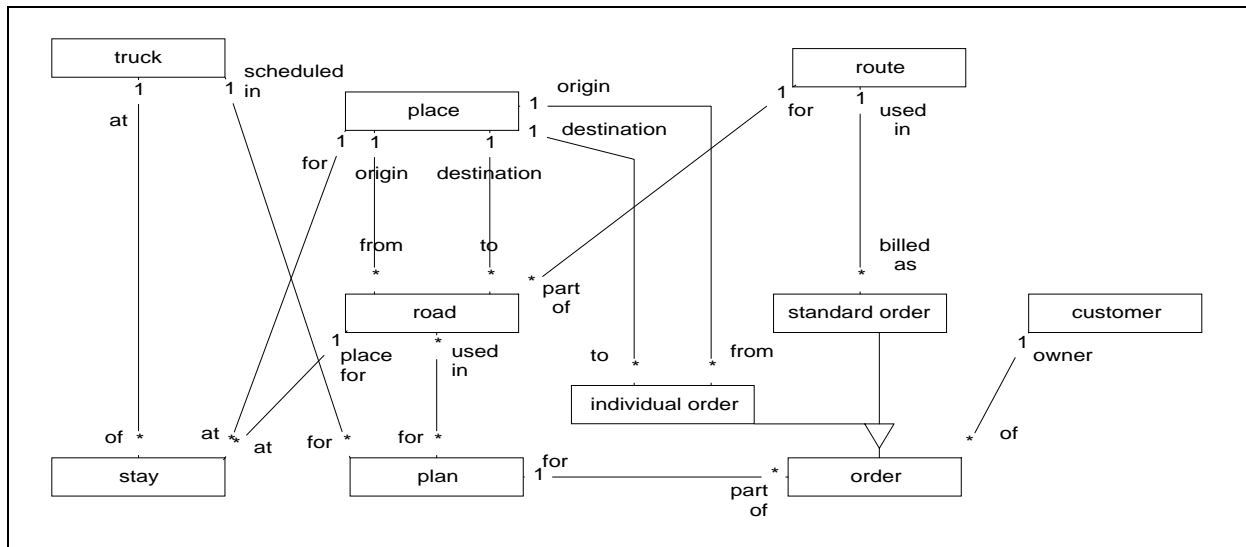 truck
route
1
1
scheduled
in
at
place
1
origin
1
destination
1
for
1
used
in
1
for
1
origin
1
destination
from
*
to
*
*
part
of
billed
as
*
road
standard order
customer
1
place
for
*
used
in
to
*
*
from
1
owner
individual order
of
*
at
*
*
at
for
*
for
*
*
of
stay
plan
1
for
*
part
of
order